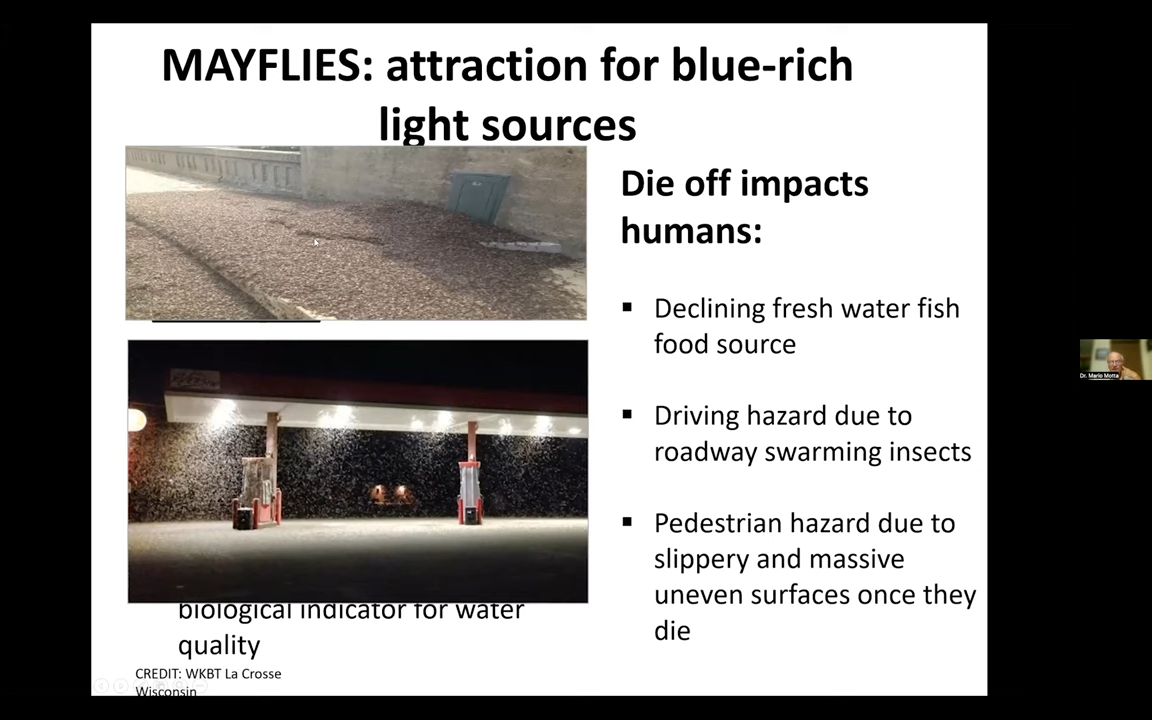 MAYFLIES: attraction for blue-rich
light sources
Die off impacts
humans:
▪ Declining fresh water fish
food source
▪ Driving hazard due to
roadway swarming insects
▪ Pedestrian hazard due to
slippery and massive
uneven surfaces once they
die
biological indicator for water
quality
CREDIT: WKBT La Crosse
Wisconsin
Dr. Mario Motta